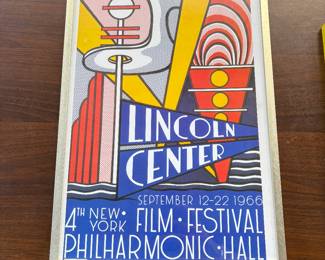 LINCOLN
CENTER
SEPTEMBER 12-22 1966
4TH NEW • YORK FILM • FESTIVAL
PHILHARMONIC • HALL